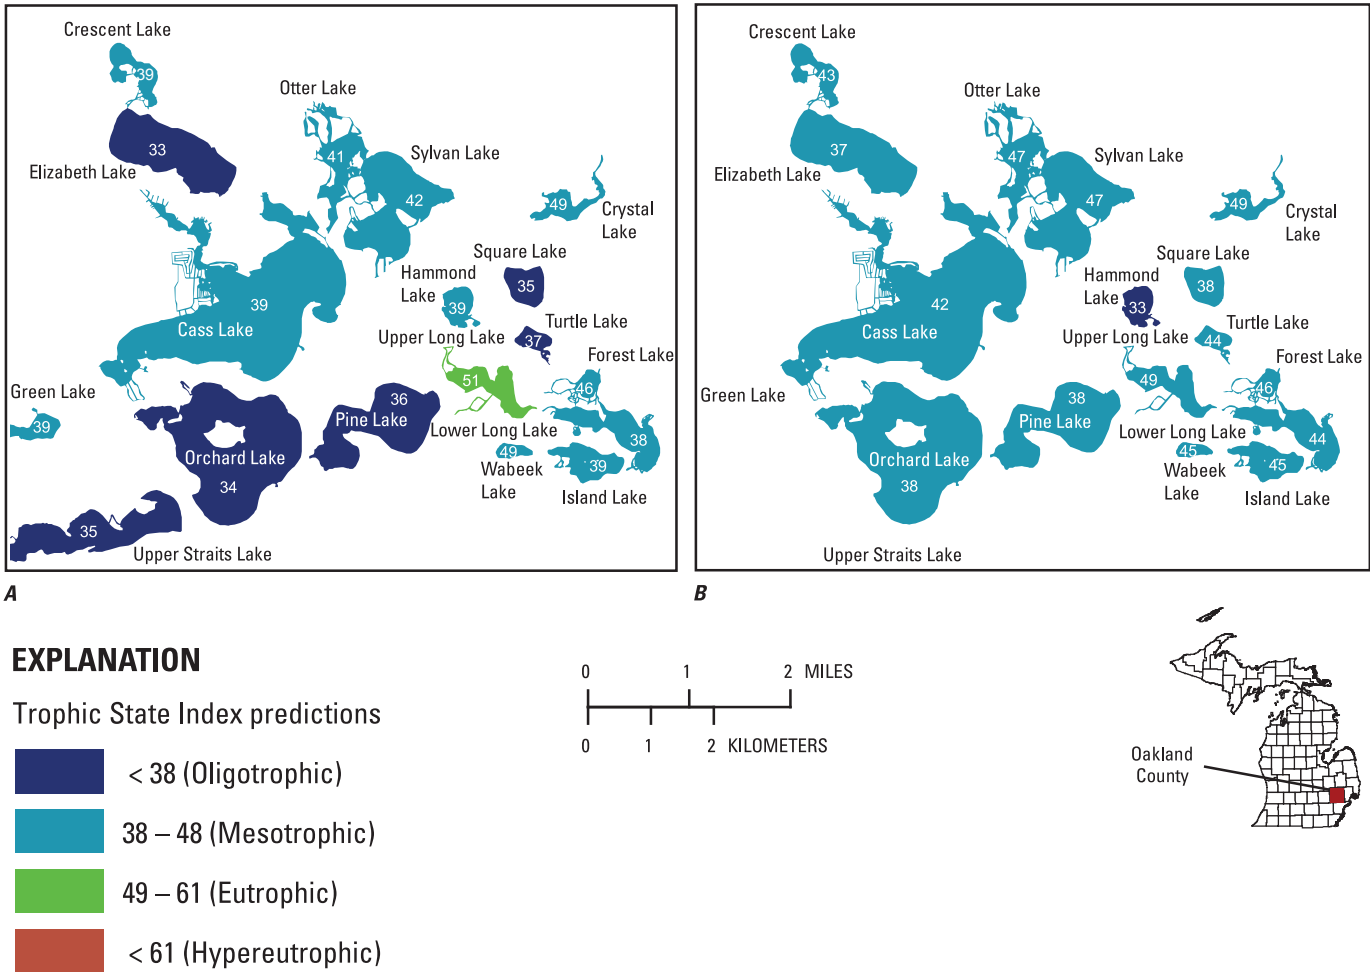 Crescent Lake
39
Otter Lake
41
Sylvan Lake
42
33
Elizabeth Lake
49
Crystal
Lake
Square Lake
35
Hammond
Lake
39
39
Cass Lake
Turtle Lake
37
Upper Long Lake
Forest Lake
51
46
Green Lake
39
36
Pine Lake
Lower Long Lake
38
49
Wabeek
Lake
39
Island Lake
Orchard Lake
34
35
Upper Straits Lake
A
Crescent Lake
43
Otter Lake
47
Sylvan Lake
47
37
Elizabeth Lake
49
Crystal
Lake
Square Lake
38
Hammond
Lake
33
42
Cass Lake
Turtle Lake
44
Upper Long Lake
Forest Lake
49
46
Green Lake
38
Pine Lake
Lower Long Lake
44
45
Wabeek
Lake
45
Island Lake
Orchard Lake
38
Upper Straits Lake
B
EXPLANATION
Trophic State Index predictions
< 38 (Oligotrophic)
38 – 48 (Mesotrophic)
49 – 61 (Eutrophic)
< 61 (Hypereutrophic)
0 1 2 MILES
0 1 2 KILOMETERS
Oakland
County